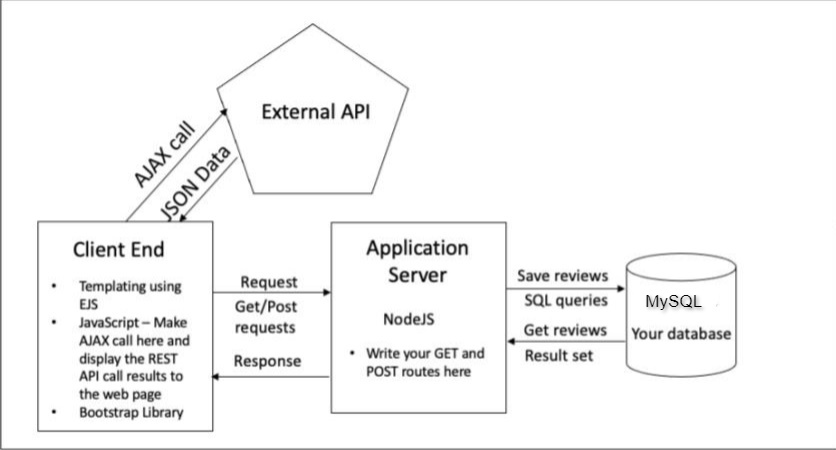 External API
AJAX call
JSON Data
Client End
• Templating using
EJS
• JavaScript – Make
AJAX call here and
display the REST
API call results to
the web page
• Bootstrap Library
Request
Get/Post
requests
Response
Application
Server
NodeJS
• Write your GET and
POST routes here
Save reviews
SQL queries
Get reviews
Result set
MySQL
Your database